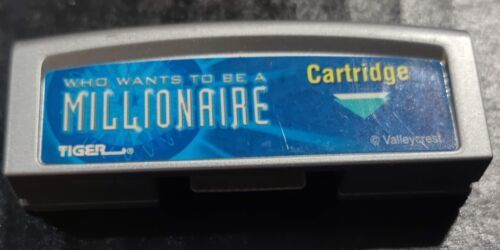 WHO WANTS TO BE A
MILLIONAIRE
TIGER®
Cartridge
© Valleycrest